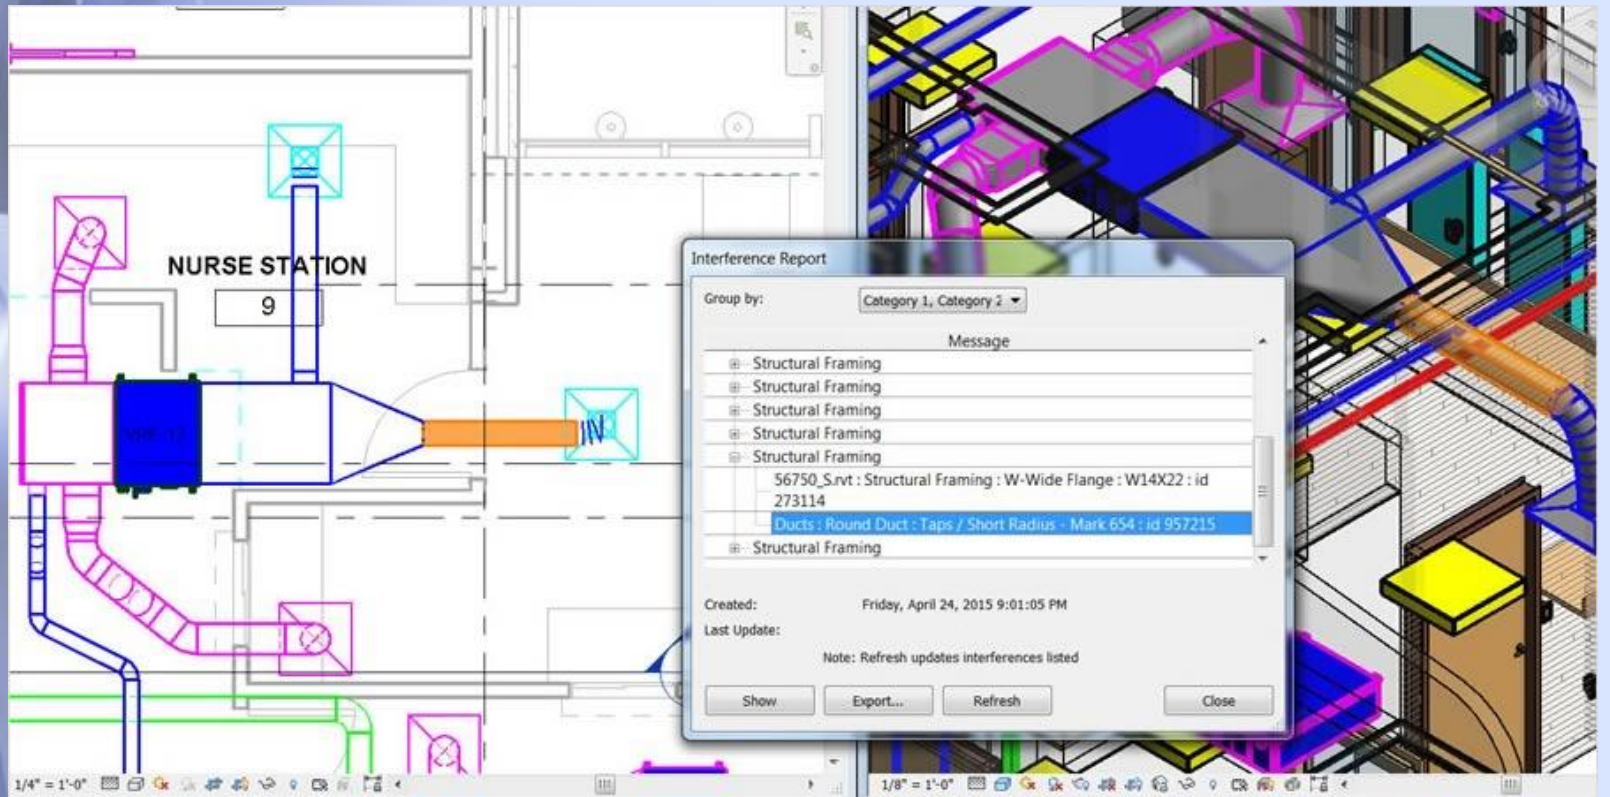 NURSE STATION
9
Interference Report
Group by:
Category 1, Category 2
Message
Structural Framing
Structural Framing
Structural Framing
Structural Framing
Structural Framing
56750_S.rvt : Structural Framing : W-Wide Flange : W14X22 : id
273114
Ducts : Round Duct : Taps / Short Radius - Mark 654 : id 957215
Structural Framing
Created:
Friday, April 24, 2015 9:01:05 PM
Last Update:
Note: Refresh updates interferences listed
Show
Export...
Refresh
Close
1/4" = 1'-0"
1/8" = 1'-0"